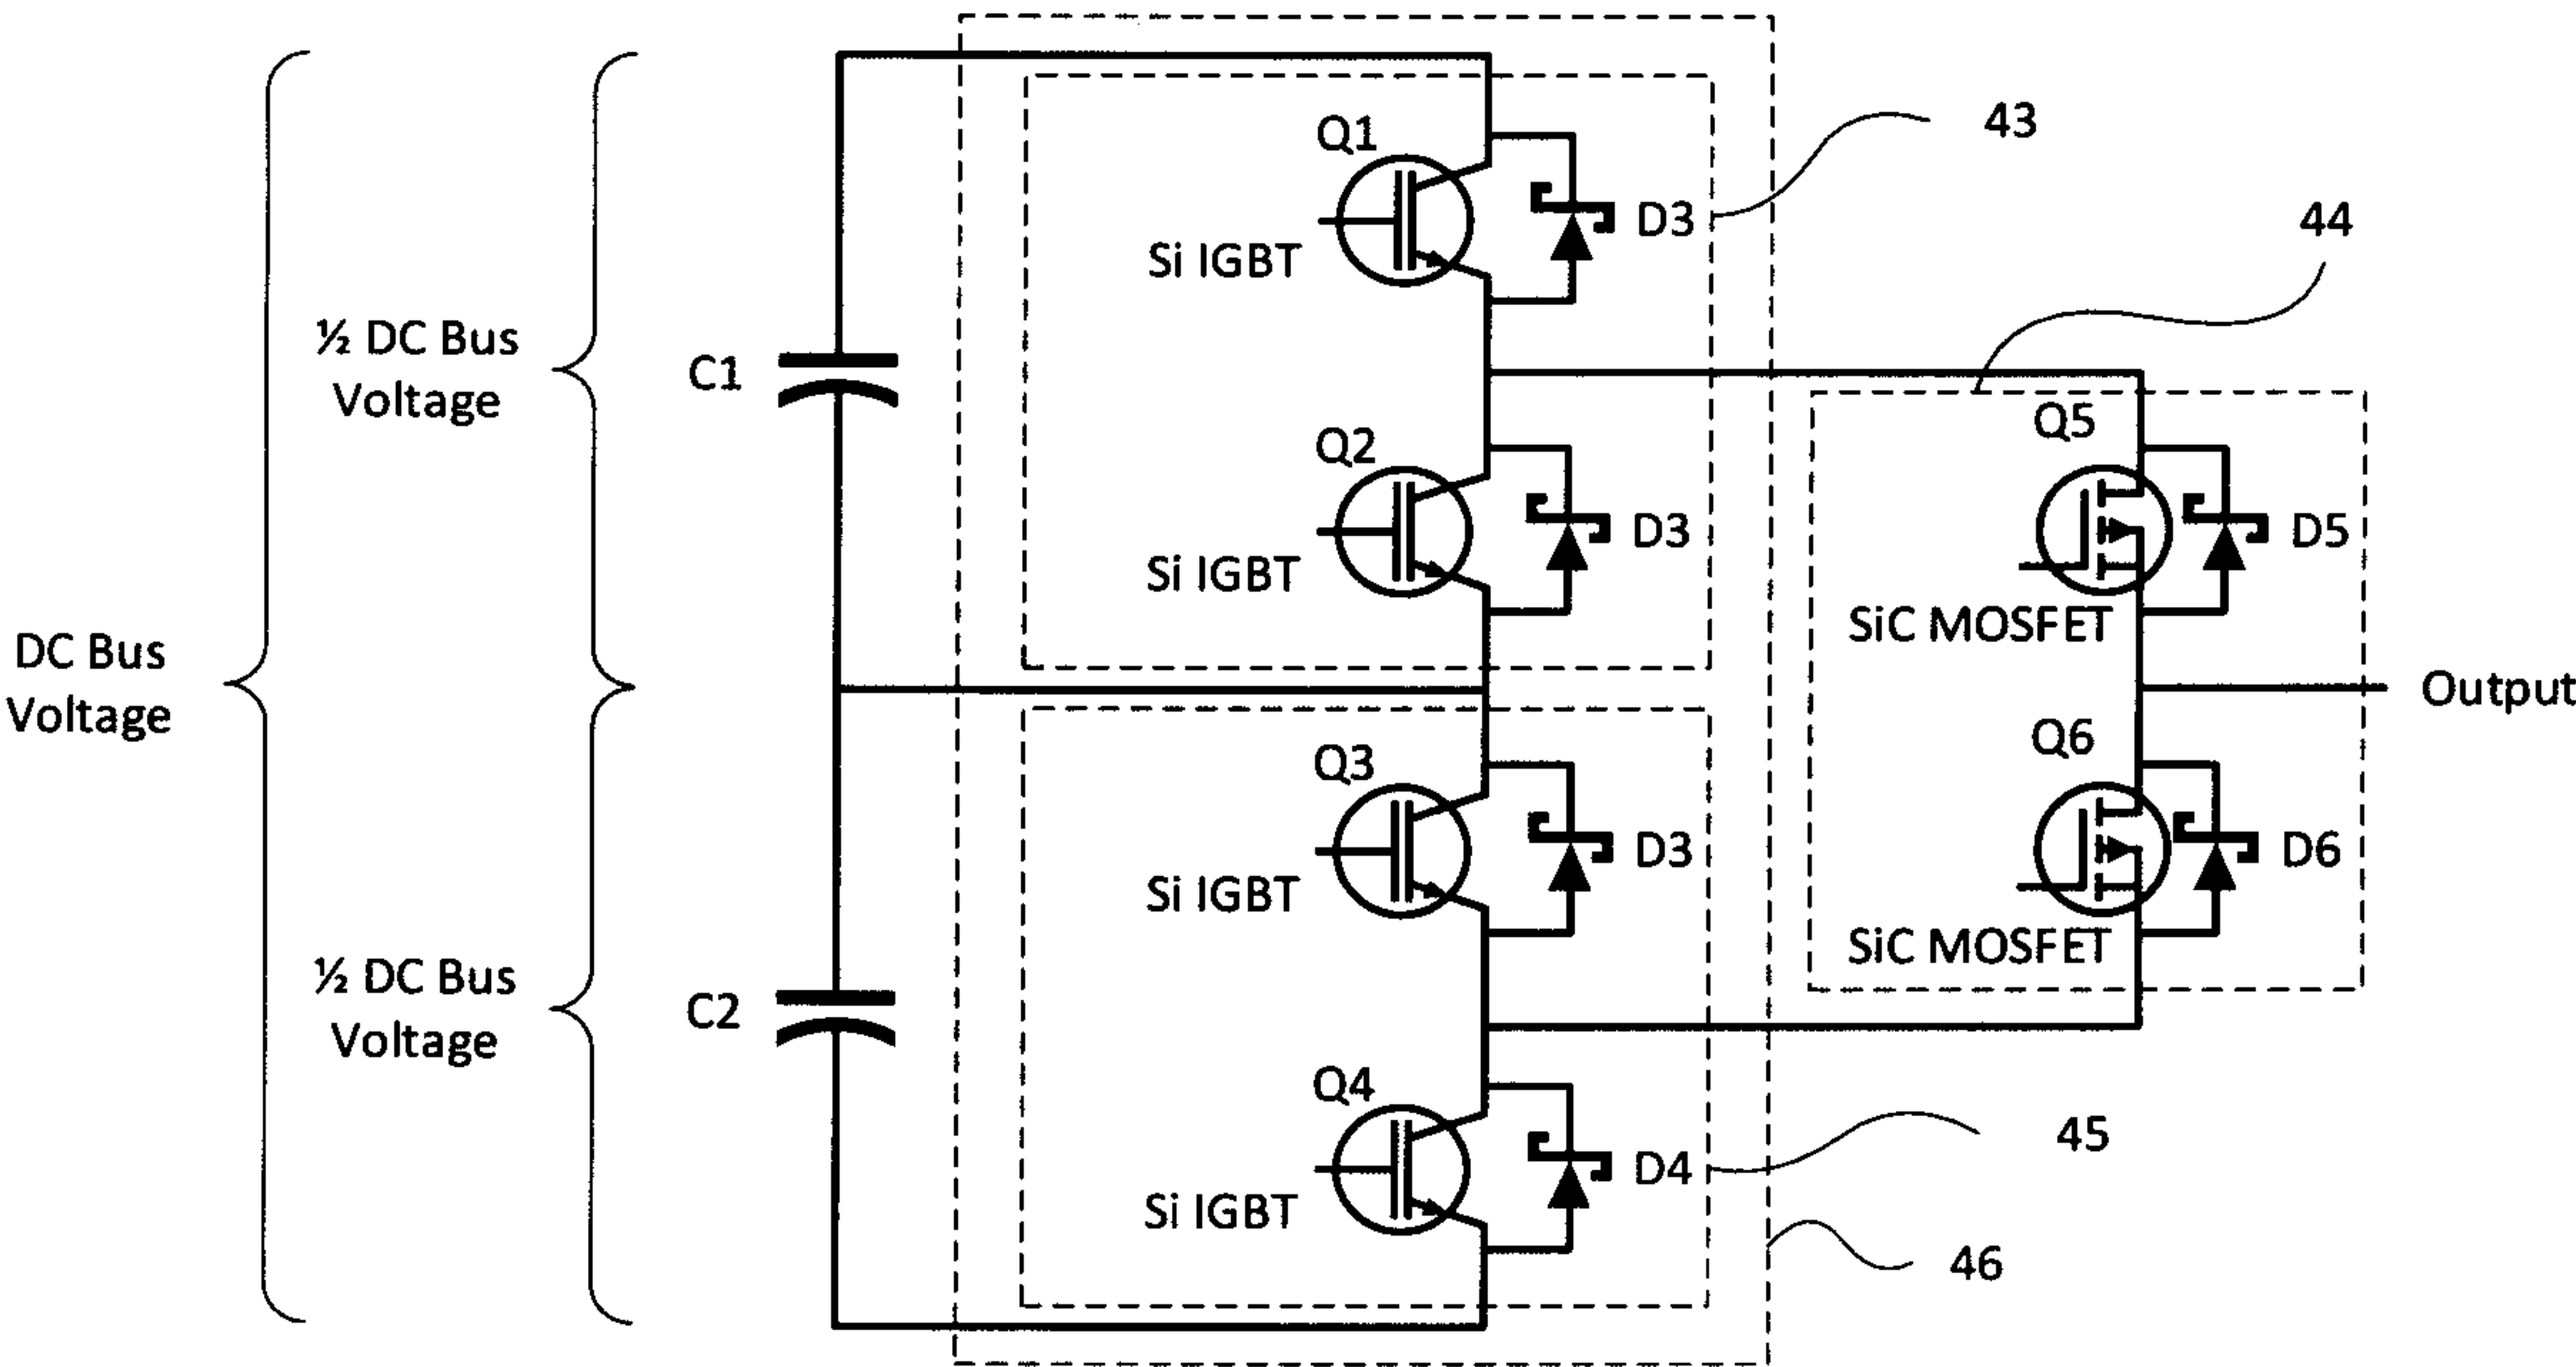 Q1
43
D3
44
Si IGBT
½ DC Bus
Voltage
C1
Q5
Q2
D3
D5
Si IGBT
SiC MOSFET
DC Bus
Voltage
Output
Q6
Q3
D3
D6
Si IGBT
SiC MOSFET
½ DC Bus
Voltage
C2
Q4
45
D4
Si IGBT
46